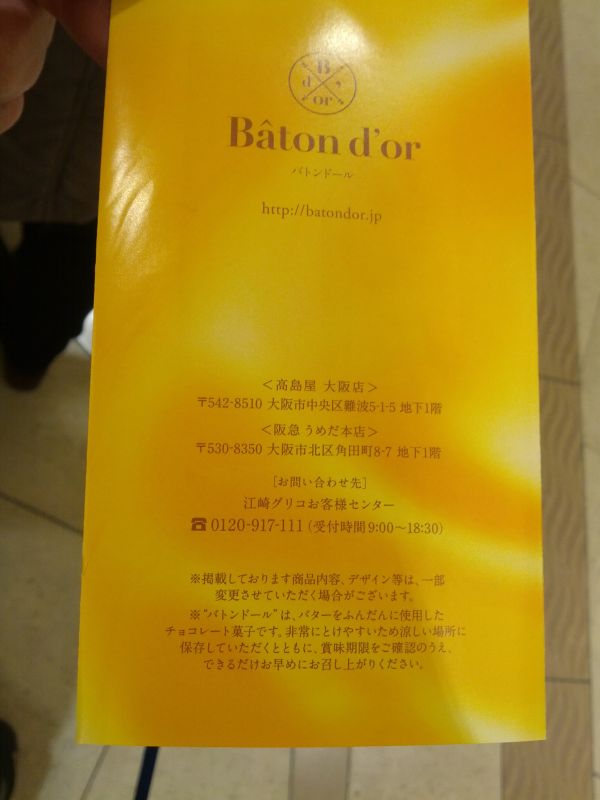 B
d ,
or
Bâton d'or
バトンドール
http://batondor.jp
＜髙島屋 大阪店＞
〒542-8510 大阪市中央区難波5-1-5 地下1階
＜阪急 うめだ本店＞
〒530-8350 大阪市北区角田町8-7 地下1階
［お問い合わせ先］
江崎グリコお客様センター
☎ 0120-917-111（受付時間 9:00〜18:30）
※掲載しております商品内容、デザイン等は、一部
変更させていただく場合がございます。
※“バトンドール”は、バターをふんだんに使用した
チョコレート菓子です。非常にとけやすいため涼しい場所に
保存していただくとともに、賞味期限をご確認のうえ、
できるだけお早めにお召し上がりください。